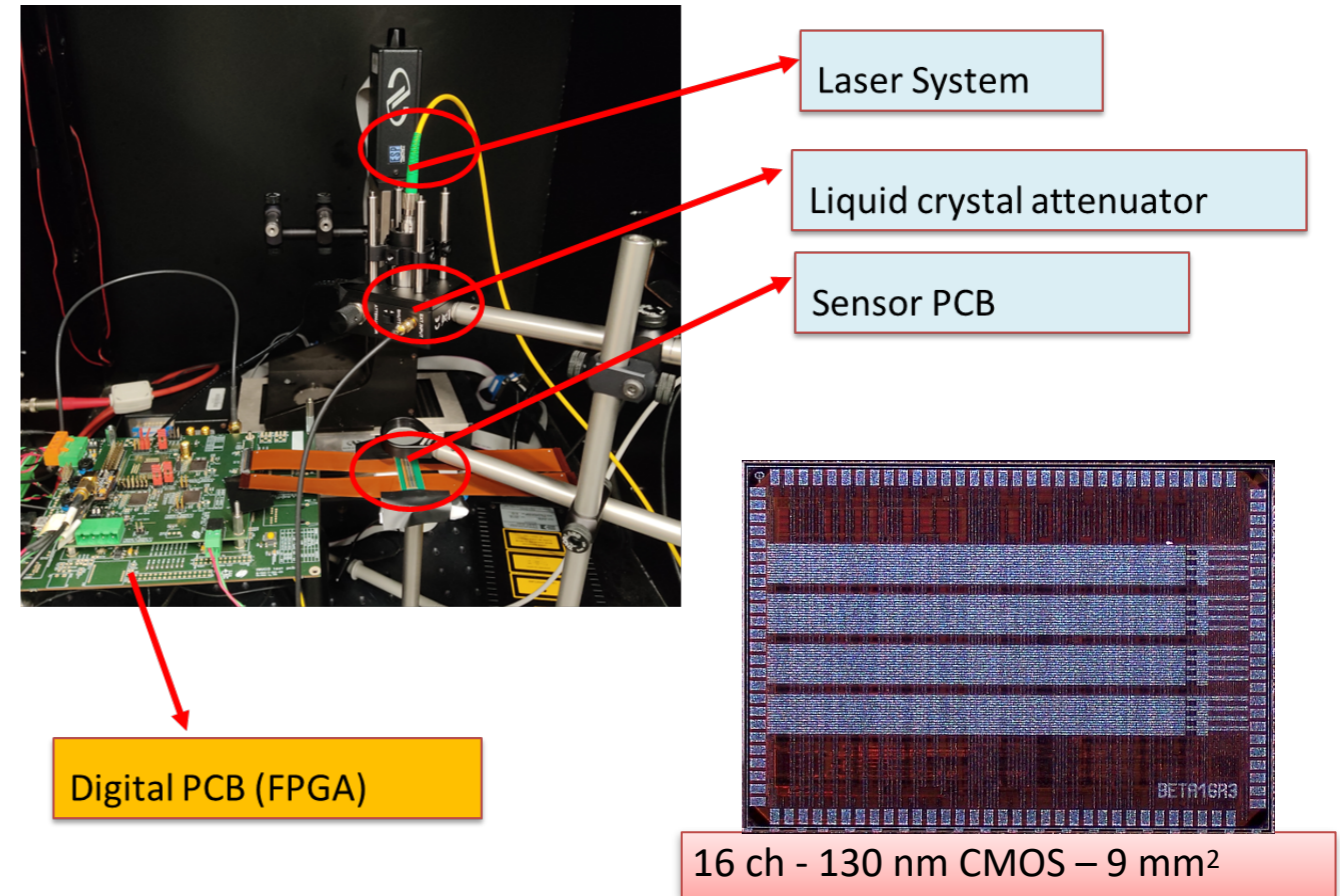 Laser System
Liquid crystal attenuator
Sensor PCB
Digital PCB (FPGA)
BETA16R3
16 ch - 130 nm CMOS – 9 mm²